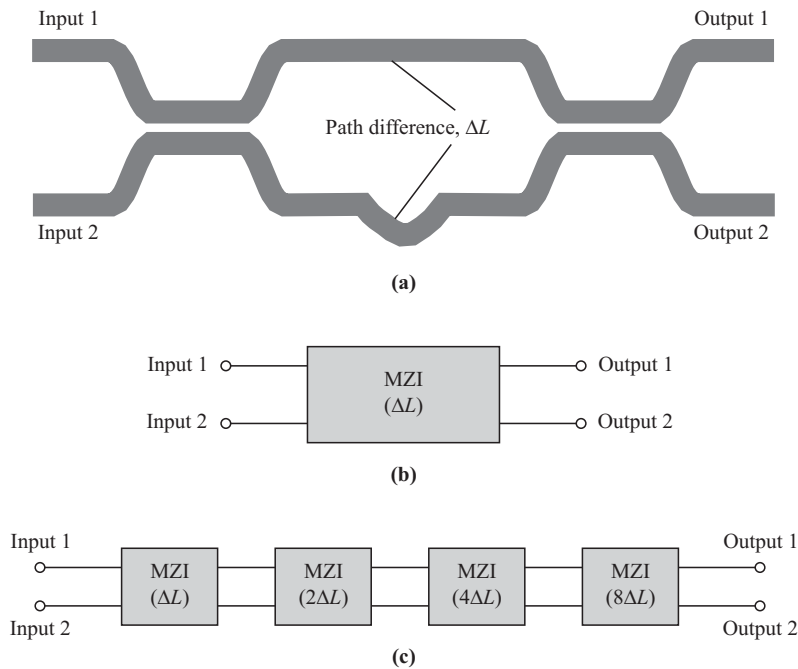 Input 1
Output 1
Path difference, ΔL
Input 2
Output 2
(a)
Input 1
MZI
(ΔL)
Output 1
Input 2
Output 2
(b)
Input 1
Output 1
MZI
(ΔL)
MZI
(2ΔL)
MZI
(4ΔL)
MZI
(8ΔL)
Input 2
Output 2
(c)